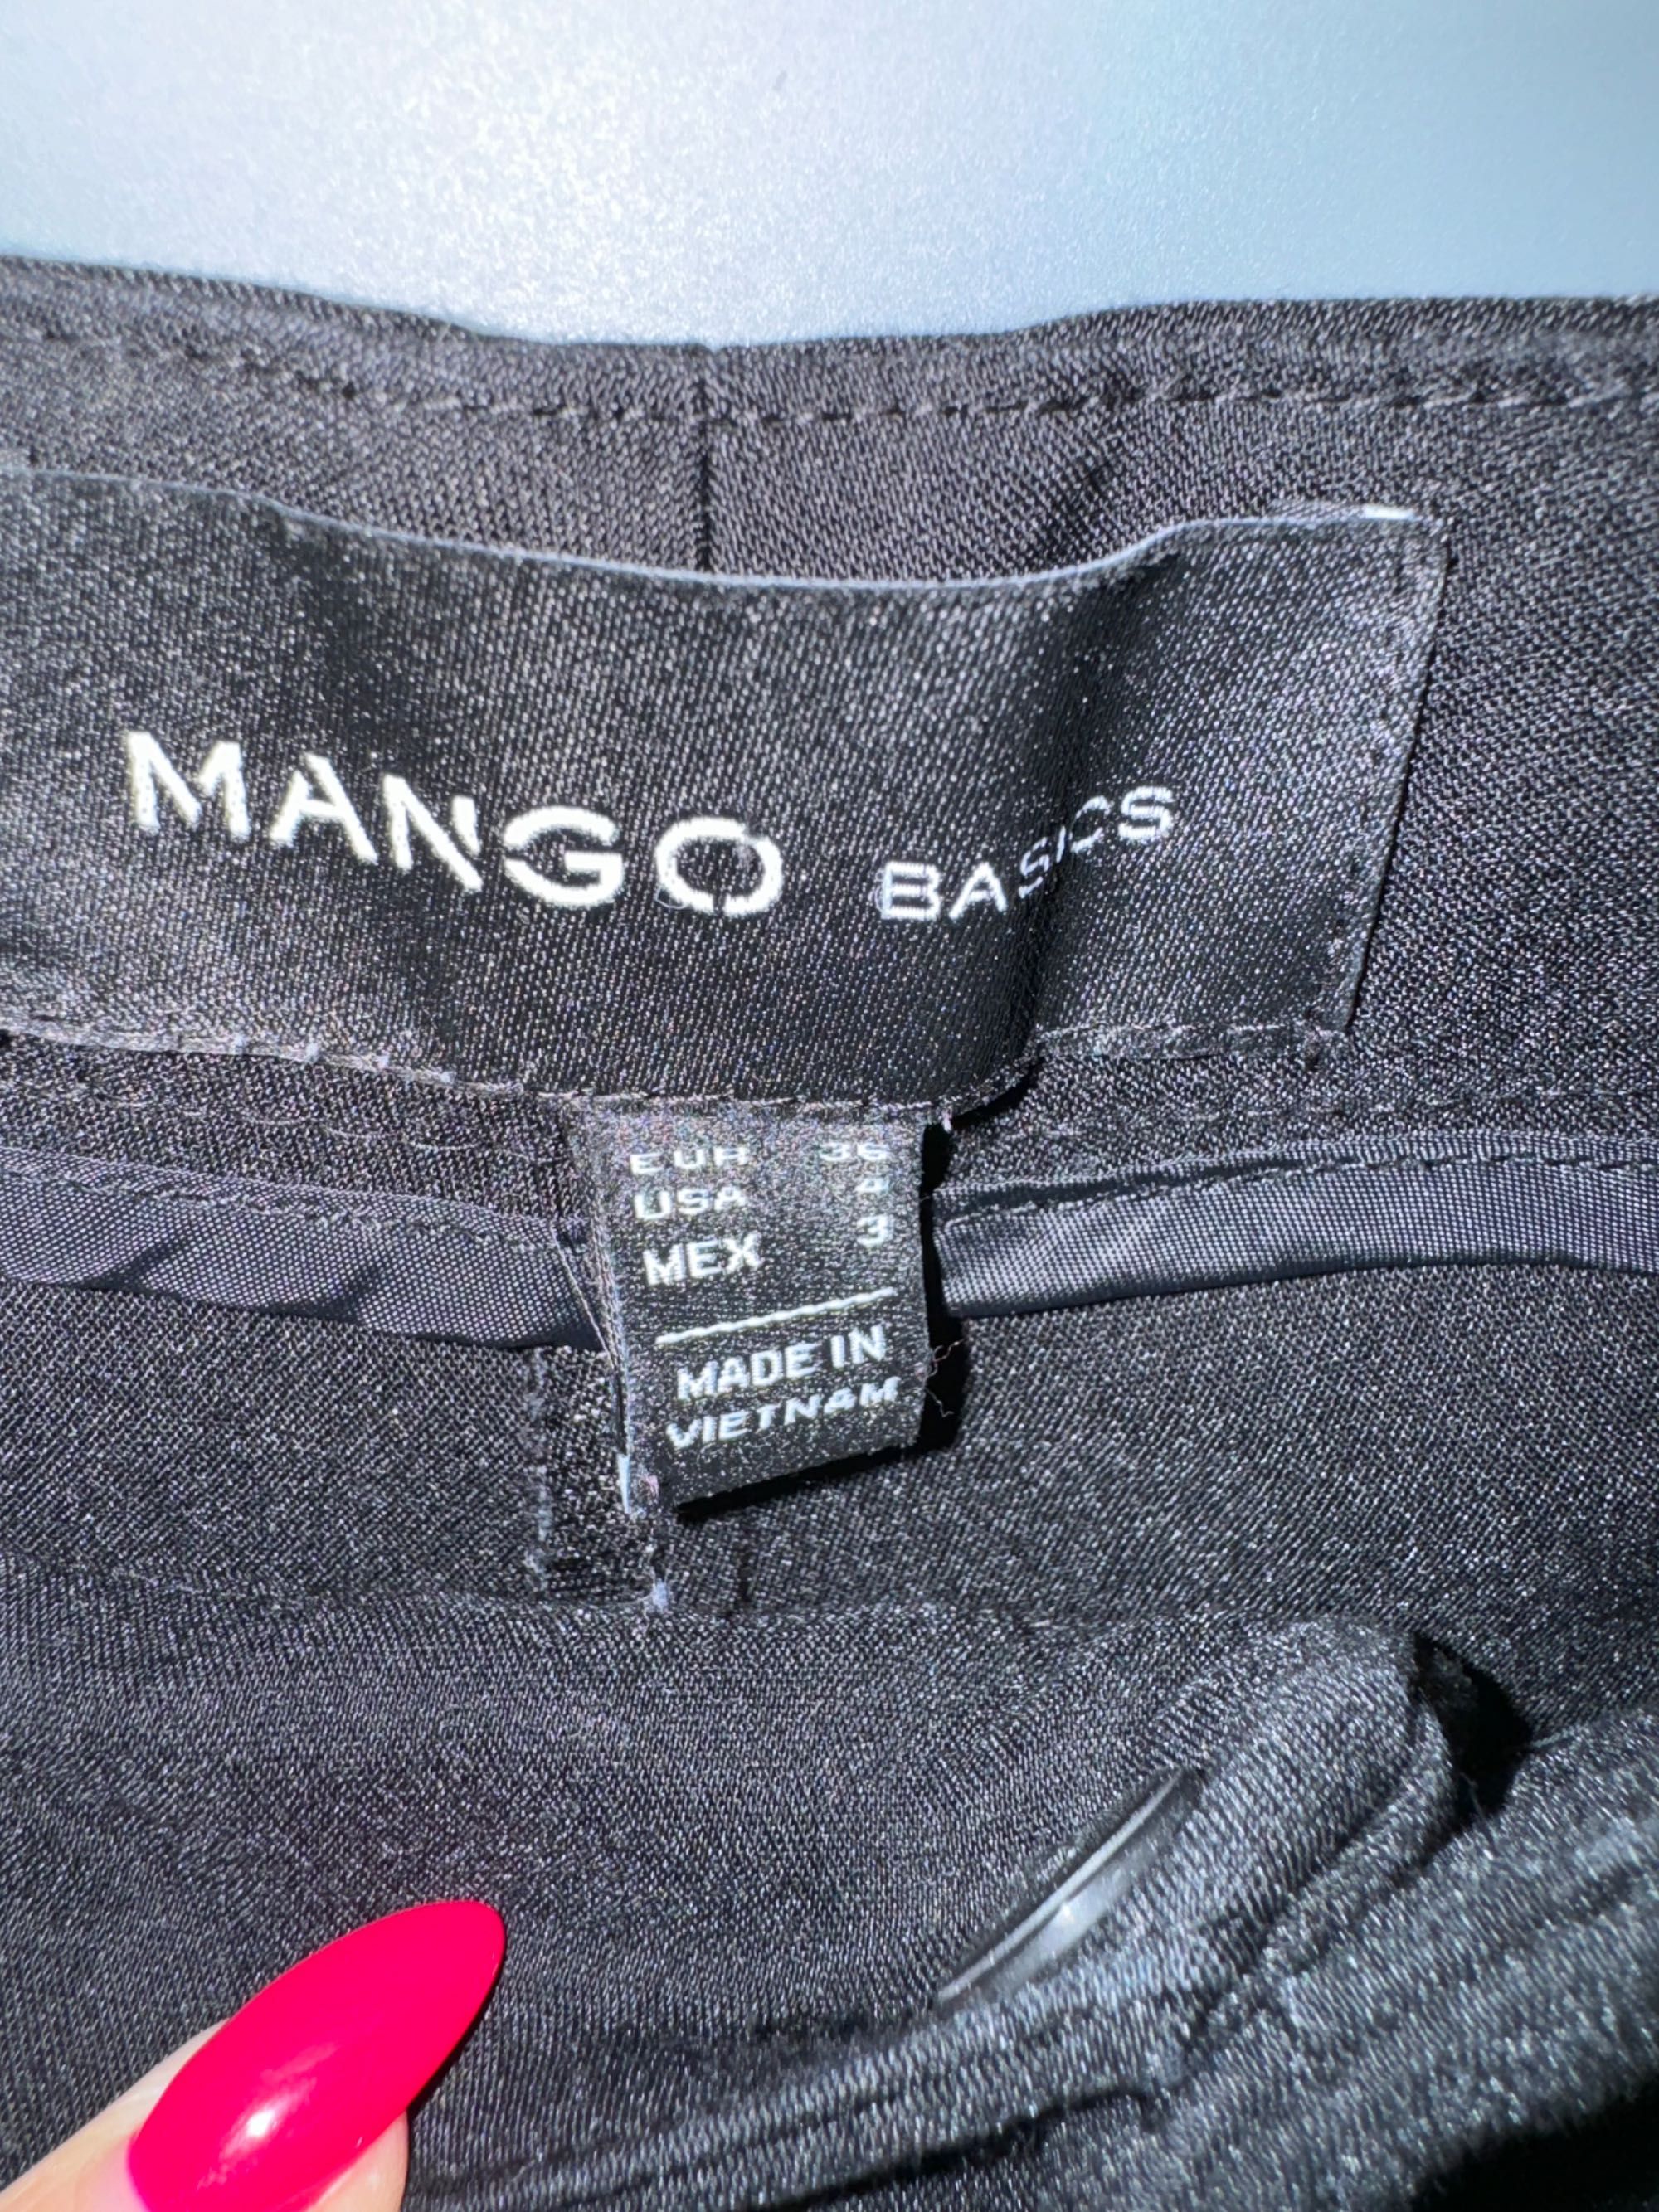 MANGO BASICS
EUR 36
USA 4
MEX 3
MADE IN
VIETNAM